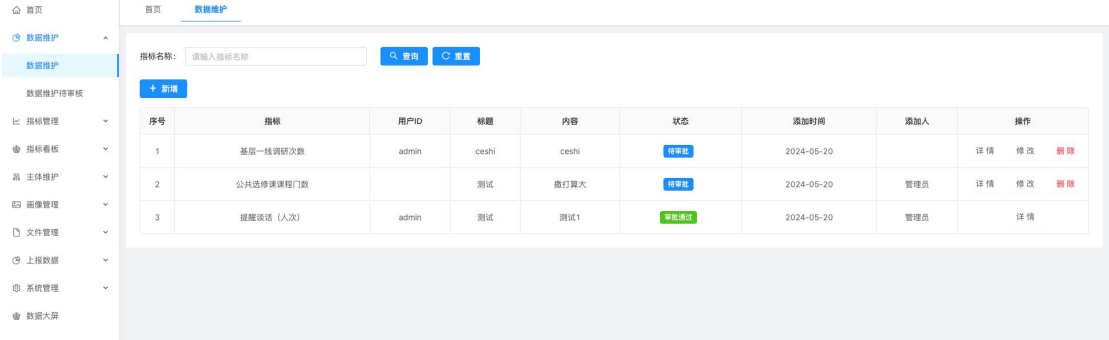 首页
数据维护
数据维护
数据维护待审核
指标管理
指标看板
主体维护
画像管理
文件管理
上报数据
系统管理
数据大屏
首页 数据维护
指标名称: 请输入指标名称 查询 重置
+ 新增
序号 指标 用户ID 标题 内容 状态 添加时间 添加人 操作
1 基层一线调研次数 admin ceshi ceshi 待审批 2024-05-20 详情 修改 删除
2 公共选修课课程门数 测试 撒打算大 待审批 2024-05-20 管理员 详情 修改 删除
3 提醒谈话（人次） admin 测试 测试1 审批通过 2024-05-20 管理员 详情